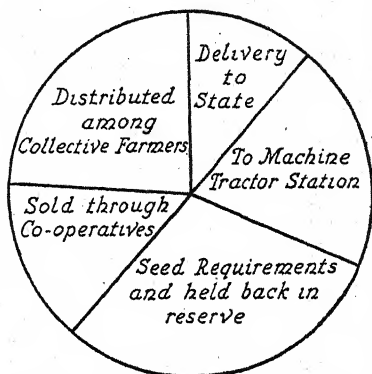 Delivery
to
State
Distributed
among
Collective Farmers
To Machine
Tractor Station
Sold through
Co-operatives
Seed Requirements
and held back in
reserve